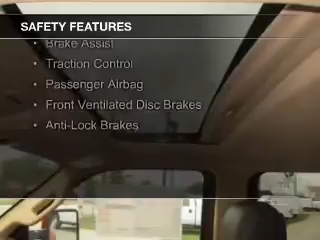 SAFETY FEATURES
• Brake Assist
• Traction Control
• Passenger Airbag
• Front Ventilated Disc Brakes
• Anti-Lock Brakes